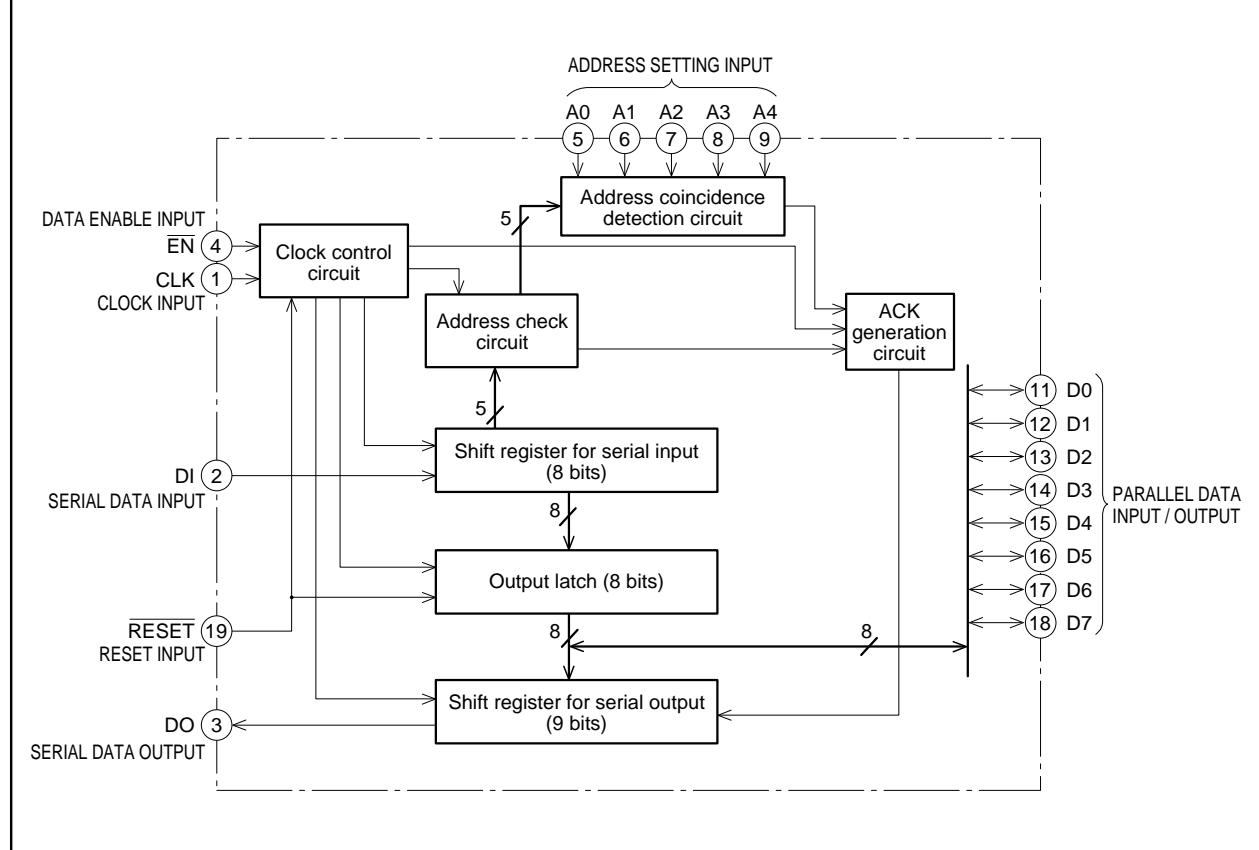 ADDRESS SETTING INPUT
A0 A1 A2 A3 A4
5 6 7 8 9
Address coincidence
detection circuit
5
DATA ENABLE INPUT
E̅N̅ 4
CLK 1
CLOCK INPUT
Clock control
circuit
Address check
circuit
ACK
generation
circuit
5
Shift register for serial input
(8 bits)
DI 2
SERIAL DATA INPUT
8
Output latch (8 bits)
R̅E̅S̅E̅T̅ 19
RESET INPUT
8
8
Shift register for serial output
(9 bits)
DO 3
SERIAL DATA OUTPUT
11 D0
12 D1
13 D2
14 D3
15 D4
16 D5
17 D6
18 D7
PARALLEL DATA
INPUT / OUTPUT